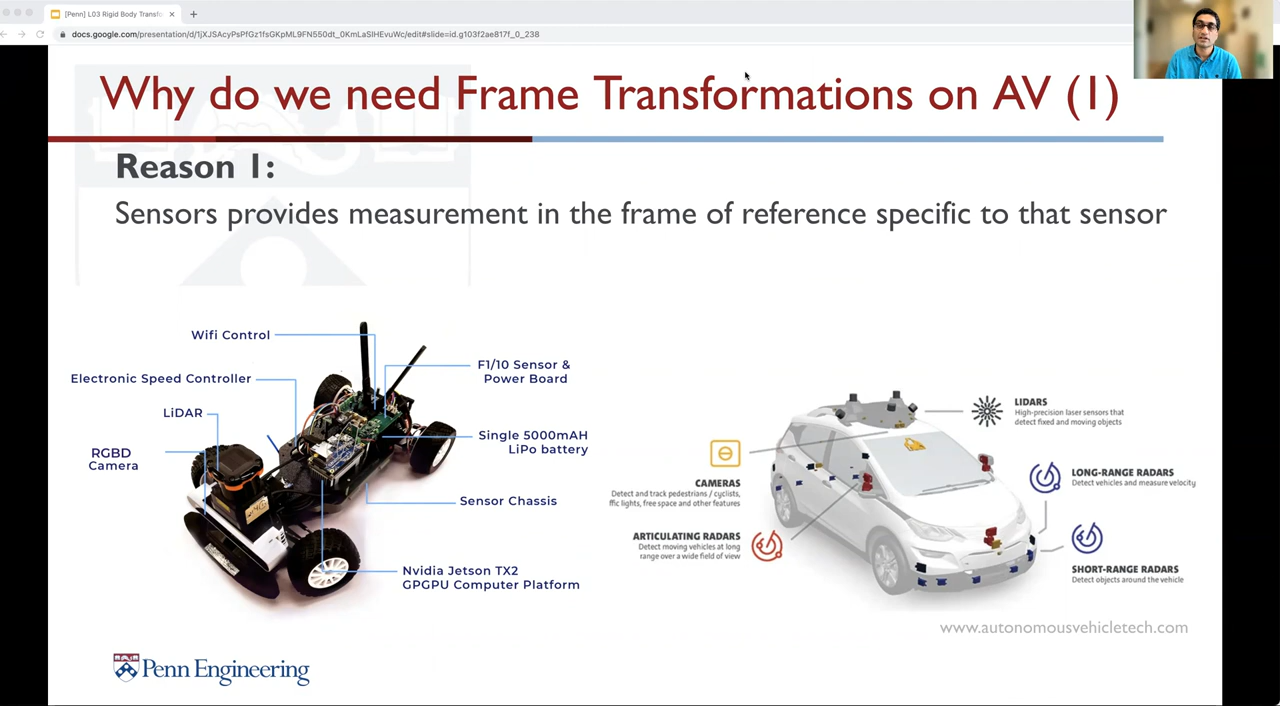 [Penn] L03 Rigid Body Transfo
docs.google.com/presentation/d/1jXJSAcyPsPfGz1fsGKpML9FN550dt_0KmLaSIHEvuWc/edit#slide=id.g103f2ae817f_0_238
Why do we need Frame Transformations on AV (1)
Reason 1:
Sensors provides measurement in the frame of reference specific to that sensor
Wifi Control
Electronic Speed Controller
LiDAR
RGBD
Camera
F1/10 Sensor &
Power Board
Single 5000mAH
LiPo battery
Sensor Chassis
Nvidia Jetson TX2
GPGPU Computer Platform
LIDARS
High-precision laser sensors that
detect fixed and moving objects
CAMERAS
Detect and track pedestrians / cyclists,
ffic lights, free space and other features
LONG-RANGE RADARS
Detect vehicles and measure velocity
ARTICULATING RADARS
Detect moving vehicles at long
range over a wide field of view
SHORT-RANGE RADARS
Detect objects around the vehicle
www.autonomousvehicletech.com
Penn Engineering